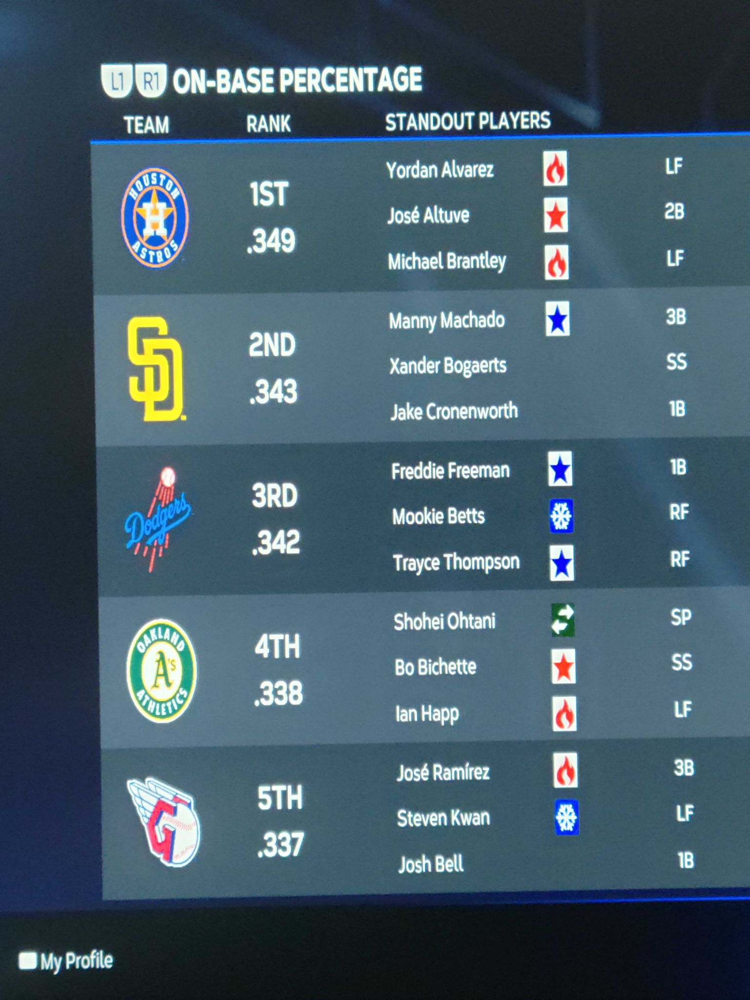 L1 R1 ON-BASE PERCENTAGE
TEAM RANK STANDOUT PLAYERS
HOUSTON
H
ASTROS
1ST
.349
Yordan Alvarez LF
José Altuve 2B
Michael Brantley LF
SD
2ND
.343
Manny Machado 3B
Xander Bogaerts SS
Jake Cronenworth 1B
Dodgers
3RD
.342
Freddie Freeman 1B
Mookie Betts RF
Trayce Thompson RF
OAKLAND
A's
ATHLETICS
4TH
.338
Shohei Ohtani SP
Bo Bichette SS
Ian Happ LF
G
5TH
.337
José Ramírez 3B
Steven Kwan LF
Josh Bell 1B
My Profile